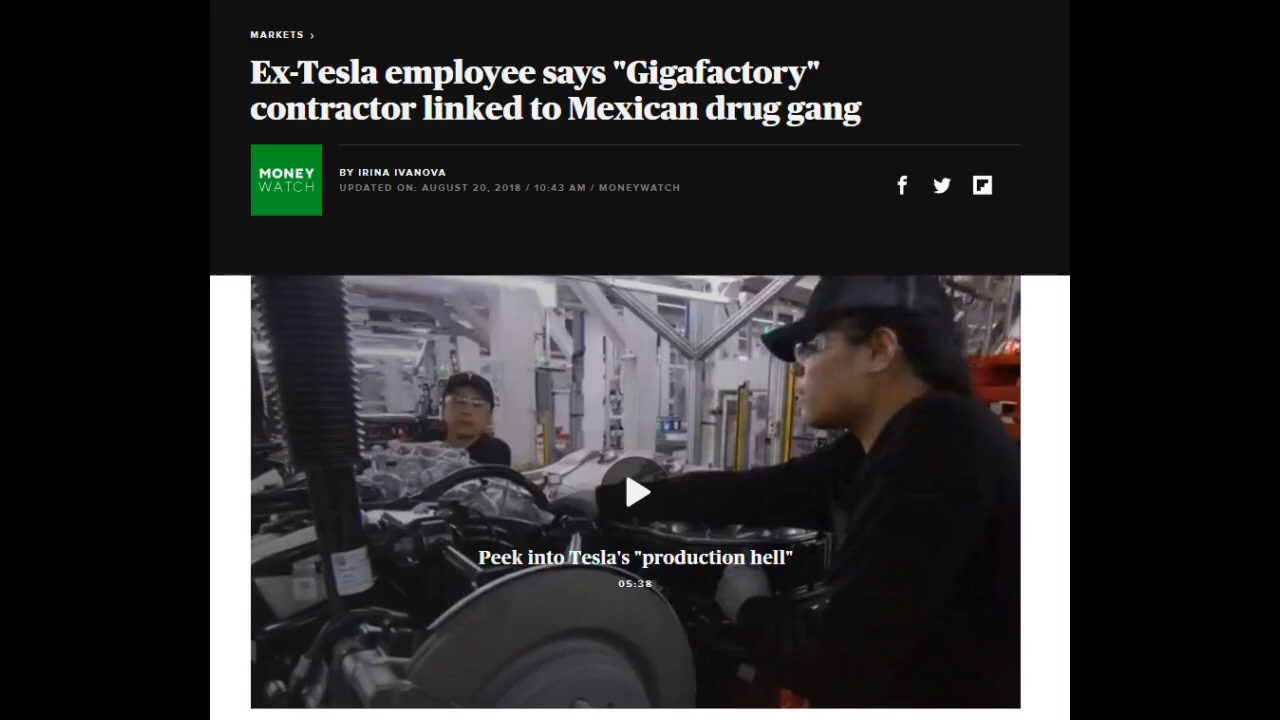 MARKETS ›
Ex-Tesla employee says "Gigafactory"
contractor linked to Mexican drug gang
MONEY
WATCH
BY IRINA IVANOVA
UPDATED ON: AUGUST 20, 2018 / 10:43 AM / MONEYWATCH
Peek into Tesla's "production hell"
05:38